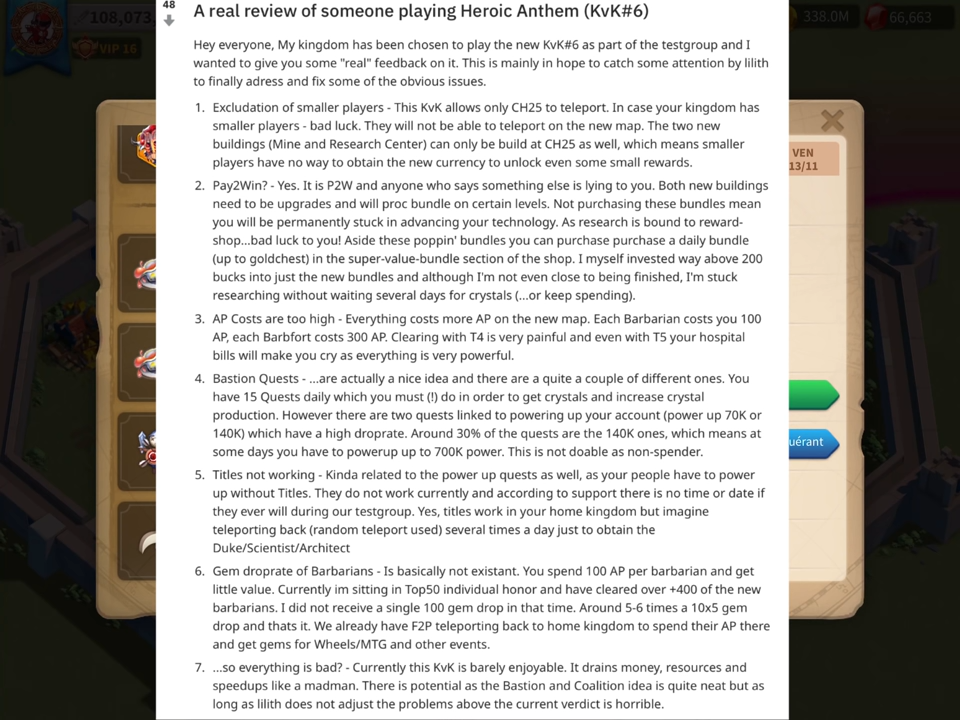 48
A real review of someone playing Heroic Anthem (KvK#6)
108,073
338.0M
66,663
VIP 16
Hey everyone, My kingdom has been chosen to play the new KvK#6 as part of the testgroup and I
wanted to give you some "real" feedback on it. This is mainly in hope to catch some attention by lilith
to finally adress and fix some of the obvious issues.
1. Excludation of smaller players - This KvK allows only CH25 to teleport. In case your kingdom has
smaller players - bad luck. They will not be able to teleport on the new map. The two new
buildings (Mine and Research Center) can only be build at CH25 as well, which means smaller
players have no way to obtain the new currency to unlock even some small rewards.
VEN
13/11
2. Pay2Win? - Yes. It is P2W and anyone who says something else is lying to you. Both new buildings
need to be upgrades and will proc bundle on certain levels. Not purchasing these bundles mean
you will be permanently stuck in advancing your technology. As research is bound to reward-
shop...bad luck to you! Aside these poppin' bundles you can purchase purchase a daily bundle
(up to goldchest) in the super-value-bundle section of the shop. I myself invested way above 200
bucks into just the new bundles and although I'm not even close to being finished, I'm stuck
researching without waiting several days for crystals (...or keep spending).
3. AP Costs are too high - Everything costs more AP on the new map. Each Barbarian costs you 100
AP, each Barbfort costs 300 AP. Clearing with T4 is very painful and even with T5 your hospital
bills will make you cry as everything is very powerful.
4. Bastion Quests - ...are actually a nice idea and there are a quite a couple of different ones. You
have 15 Quests daily which you must (!) do in order to get crystals and increase crystal
production. However there are two quests linked to powering up your account (power up 70K or
140K) which have a high droprate. Around 30% of the quests are the 140K ones, which means at
some days you have to powerup up to 700K power. This is not doable as non-spender.
uérant
5. Titles not working - Kinda related to the power up quests as well, as your people have to power
up without Titles. They do not work currently and according to support there is no time or date if
they ever will during our testgroup. Yes, titles work in your home kingdom but imagine
teleporting back (random teleport used) several times a day just to obtain the
Duke/Scientist/Architect
6. Gem droprate of Barbarians - Is basically not existant. You spend 100 AP per barbarian and get
little value. Currently im sitting in Top50 individual honor and have cleared over +400 of the new
barbarians. I did not receive a single 100 gem drop in that time. Around 5-6 times a 10x5 gem
drop and thats it. We already have F2P teleporting back to home kingdom to spend their AP there
and get gems for Wheels/MTG and other events.
7. ...so everything is bad? - Currently this KvK is barely enjoyable. It drains money, resources and
speedups like a madman. There is potential as the Bastion and Coalition idea is quite neat but as
long as lilith does not adjust the problems above the current verdict is horrible.